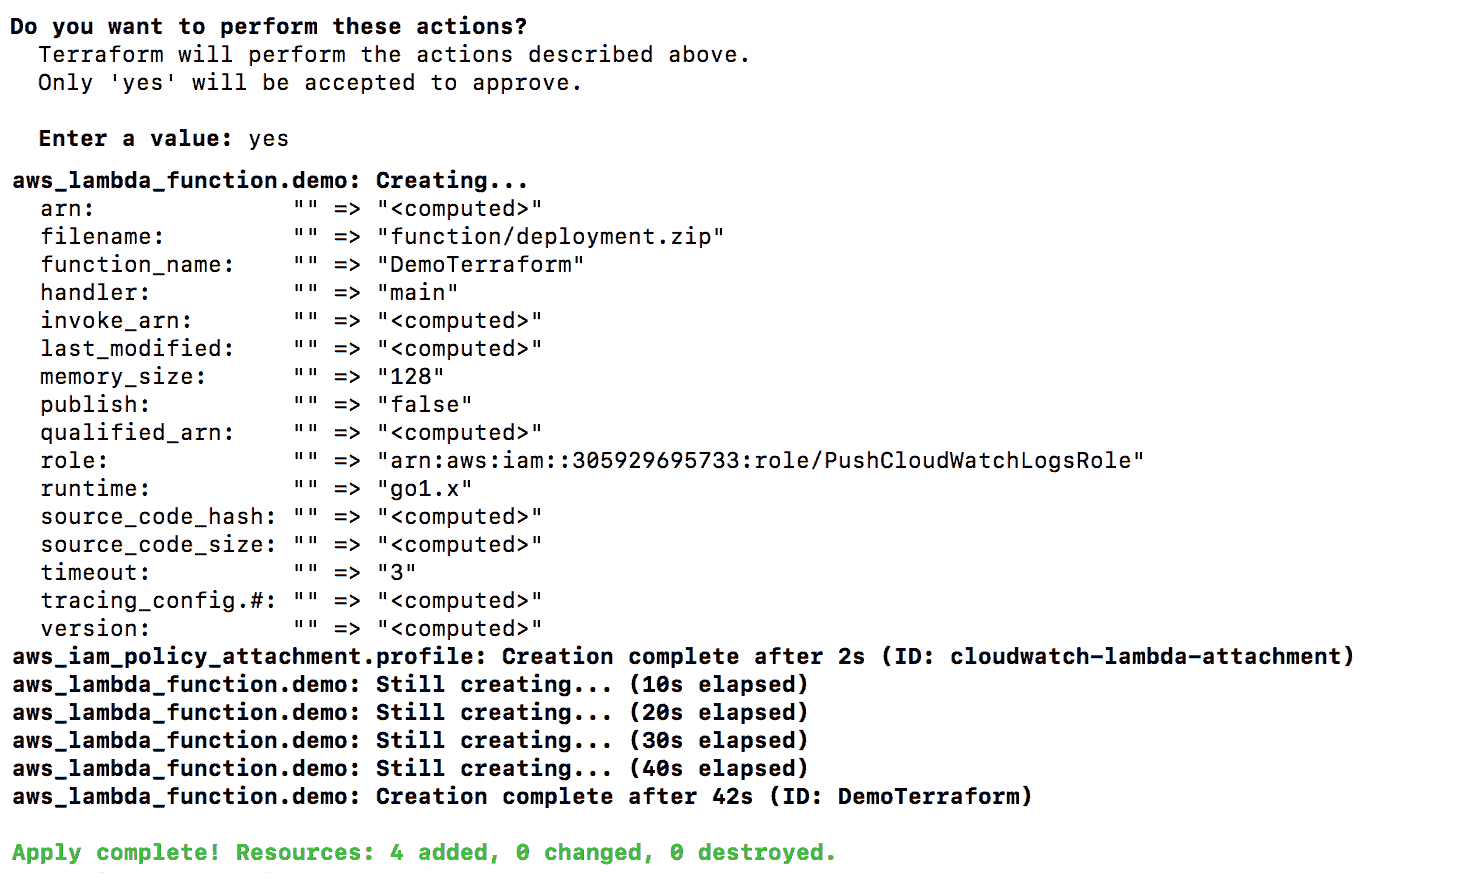 Do you want to perform these actions?
Terraform will perform the actions described above.
Only 'yes' will be accepted to approve.
Enter a value: yes
aws_lambda_function.demo: Creating...
arn: "" => "<computed>"
filename: "" => "function/deployment.zip"
function_name: "" => "DemoTerraform"
handler: "" => "main"
invoke_arn: "" => "<computed>"
last_modified: "" => "<computed>"
memory_size: "" => "128"
publish: "" => "false"
qualified_arn: "" => "<computed>"
role: "" => "arn:aws:iam::305929695733:role/PushCloudWatchLogsRole"
runtime: "" => "go1.x"
source_code_hash: "" => "<computed>"
source_code_size: "" => "<computed>"
timeout: "" => "3"
tracing_config.#: "" => "<computed>"
version: "" => "<computed>"
aws_iam_policy_attachment.profile: Creation complete after 2s (ID: cloudwatch-lambda-attachment)
aws_lambda_function.demo: Still creating... (10s elapsed)
aws_lambda_function.demo: Still creating... (20s elapsed)
aws_lambda_function.demo: Still creating... (30s elapsed)
aws_lambda_function.demo: Still creating... (40s elapsed)
aws_lambda_function.demo: Creation complete after 42s (ID: DemoTerraform)
Apply complete! Resources: 4 added, 0 changed, 0 destroyed.